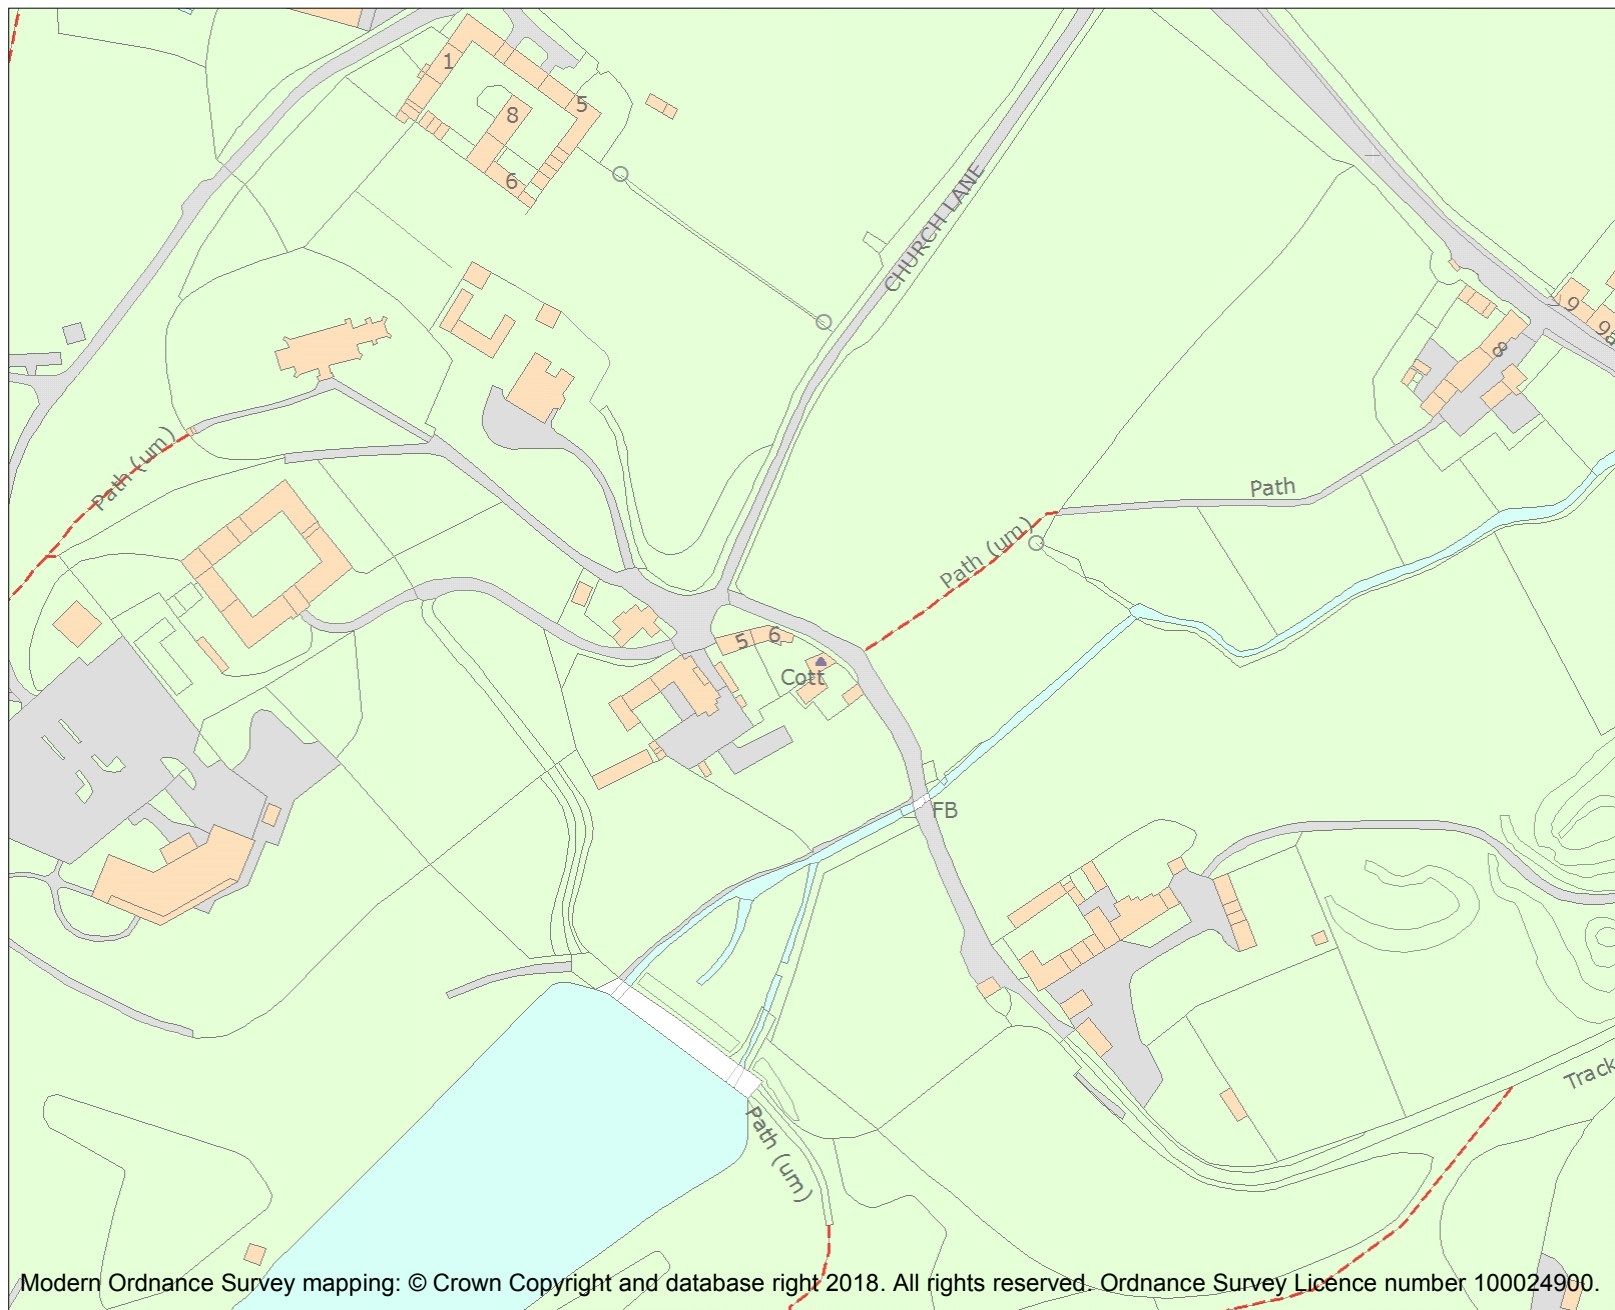 1
8
5
6
CHURCH LANE
9
9a
8
Path (um)
Path
Path (um)
5
6
Cott
FB
Track
Path (um)
Modern Ordnance Survey mapping: © Crown Copyright and database right 2018. All rights reserved. Ordnance Survey Licence number 100024900.